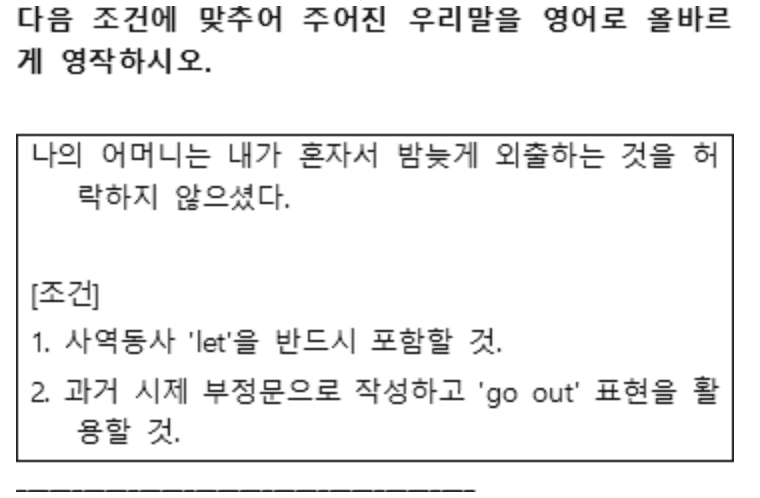 다음 조건에 맞추어 주어진 우리말을 영어로 올바르
게 영작하시오.
나의 어머니는 내가 혼자서 밤늦게 외출하는 것을 허
락하지 않으셨다.
[조건]
1. 사역동사 'let'을 반드시 포함할 것.
2. 과거 시제 부정문으로 작성하고 'go out' 표현을 활
용할 것.